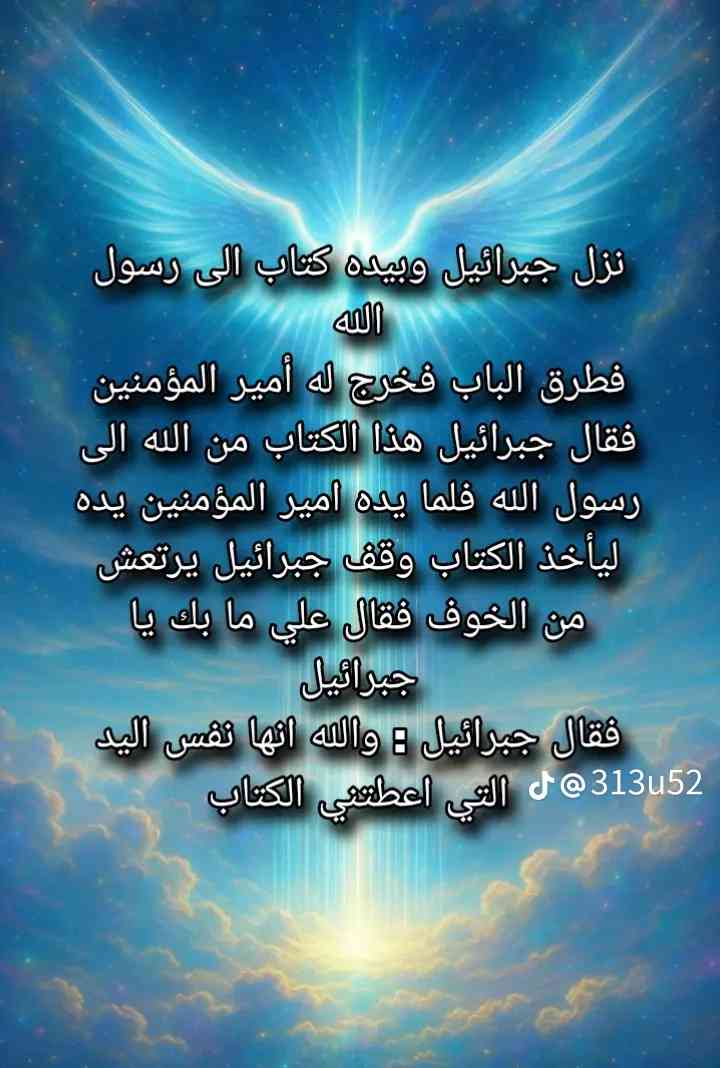 نزل جبرائيل وبيده كتاب الى رسول
الله
فطرق الباب فخرج له أمير المؤمنين
فقال جبرائيل هذا الكتاب من الله الى
رسول الله فلما يده امير المؤمنين يده
ليأخذ الكتاب وقف جبرائيل يرتعش
من الخوف فقال علي ما بك يا
جبرائيل
فقال جبرائيل : والله انها نفس اليد
التي اعطتني الكتاب
@313u52